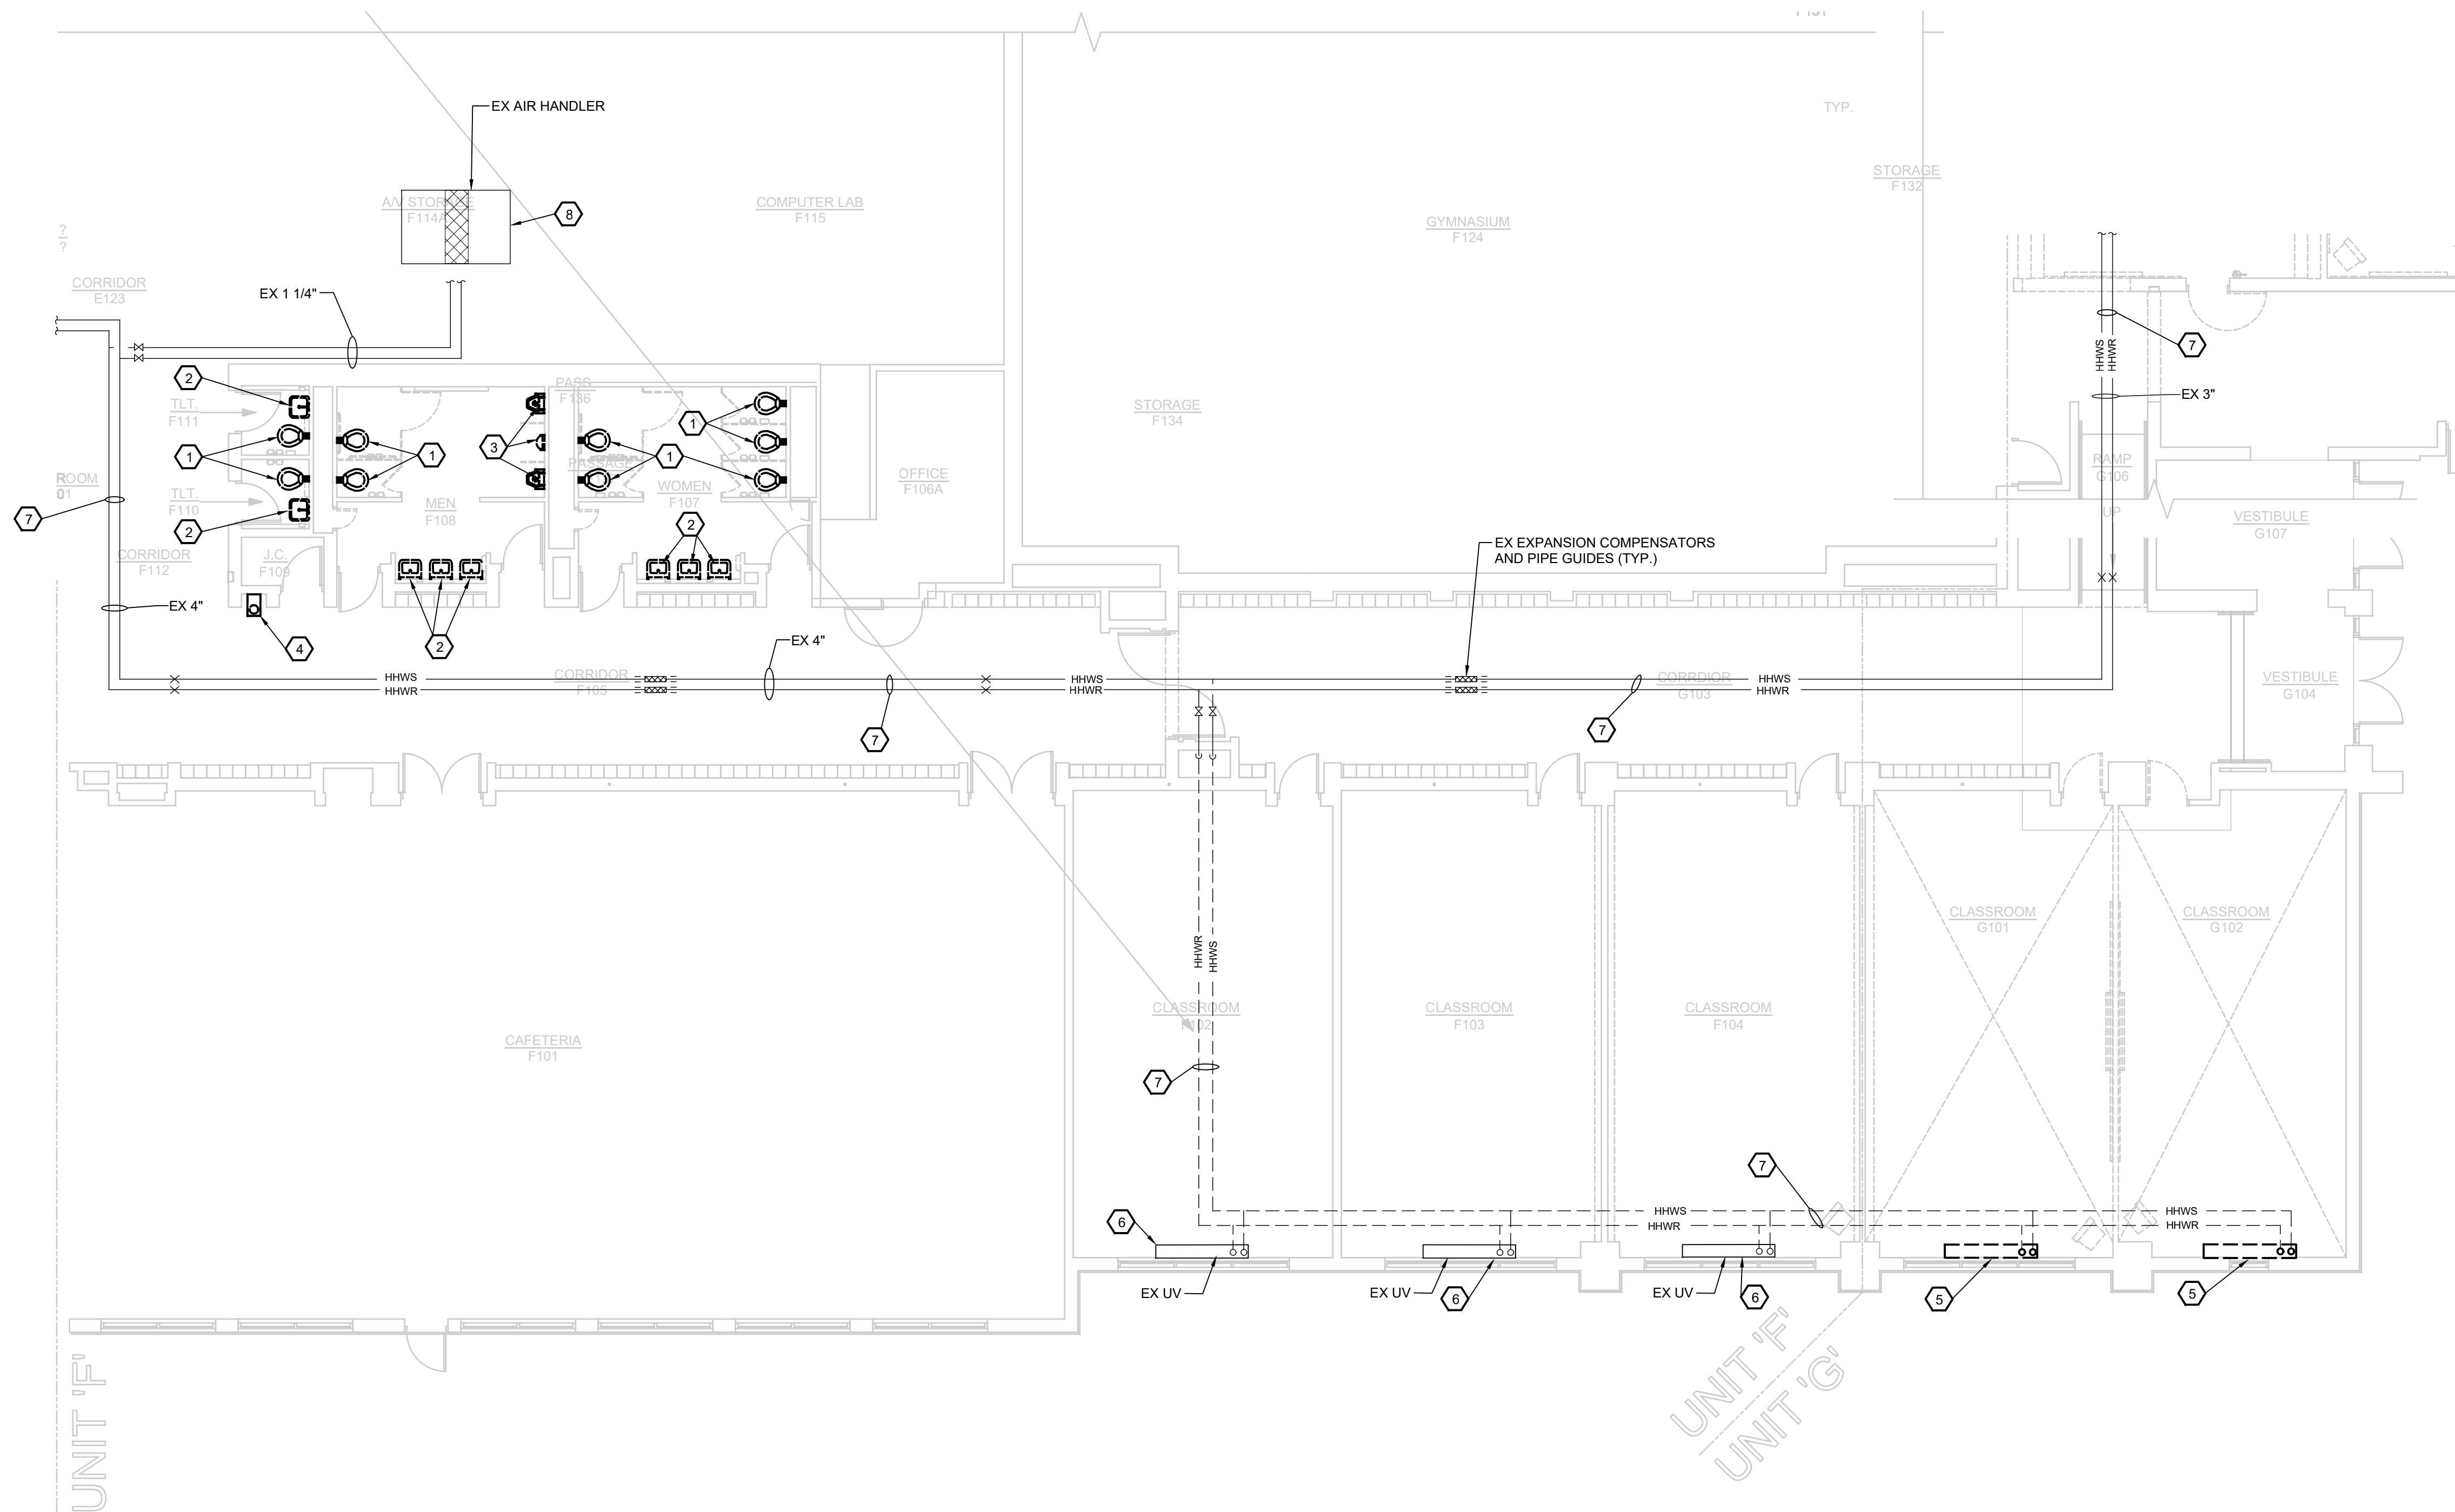 EX AIR HANDLER
TYP.
STORAGE
F132
A/V STORAGE
F114A
8
COMPUTER LAB
F115
GYMNASIUM
F124
?
?
CORRIDOR
E123
EX 1 1/4"
7
HHWS
HHWR
EX 3"
2
TLT.
F111
PASS
F136
1
1
3
1
1
STORAGE
F134
PASSAGE
ROOM
01
TLT.
F110
MEN
F108
WOMEN
F107
OFFICE
F106A
RAMP
G106
UP
7
2
2
VESTIBULE
G107
CORRIDOR
F112
J.C.
F109
EX EXPANSION COMPENSATORS
AND PIPE GUIDES (TYP.)
EX 4"
4
2
EX 4"
CORRIDOR
F105
HHWS
HHWR
HHWS
HHWR
CORRDIOR
G103
HHWS
HHWR
VESTIBULE
G104
7
7
CLASSROOM
G101
CLASSROOM
G102
HHWR
HHWS
CAFETERIA
F101
CLASSROOM
F102
CLASSROOM
F103
CLASSROOM
F104
7
7
HHWS
HHWR
HHWS
HHWR
6
EX UV
EX UV
6
EX UV
6
5
5
UNIT 'F'
UNIT 'F'
UNIT 'G'